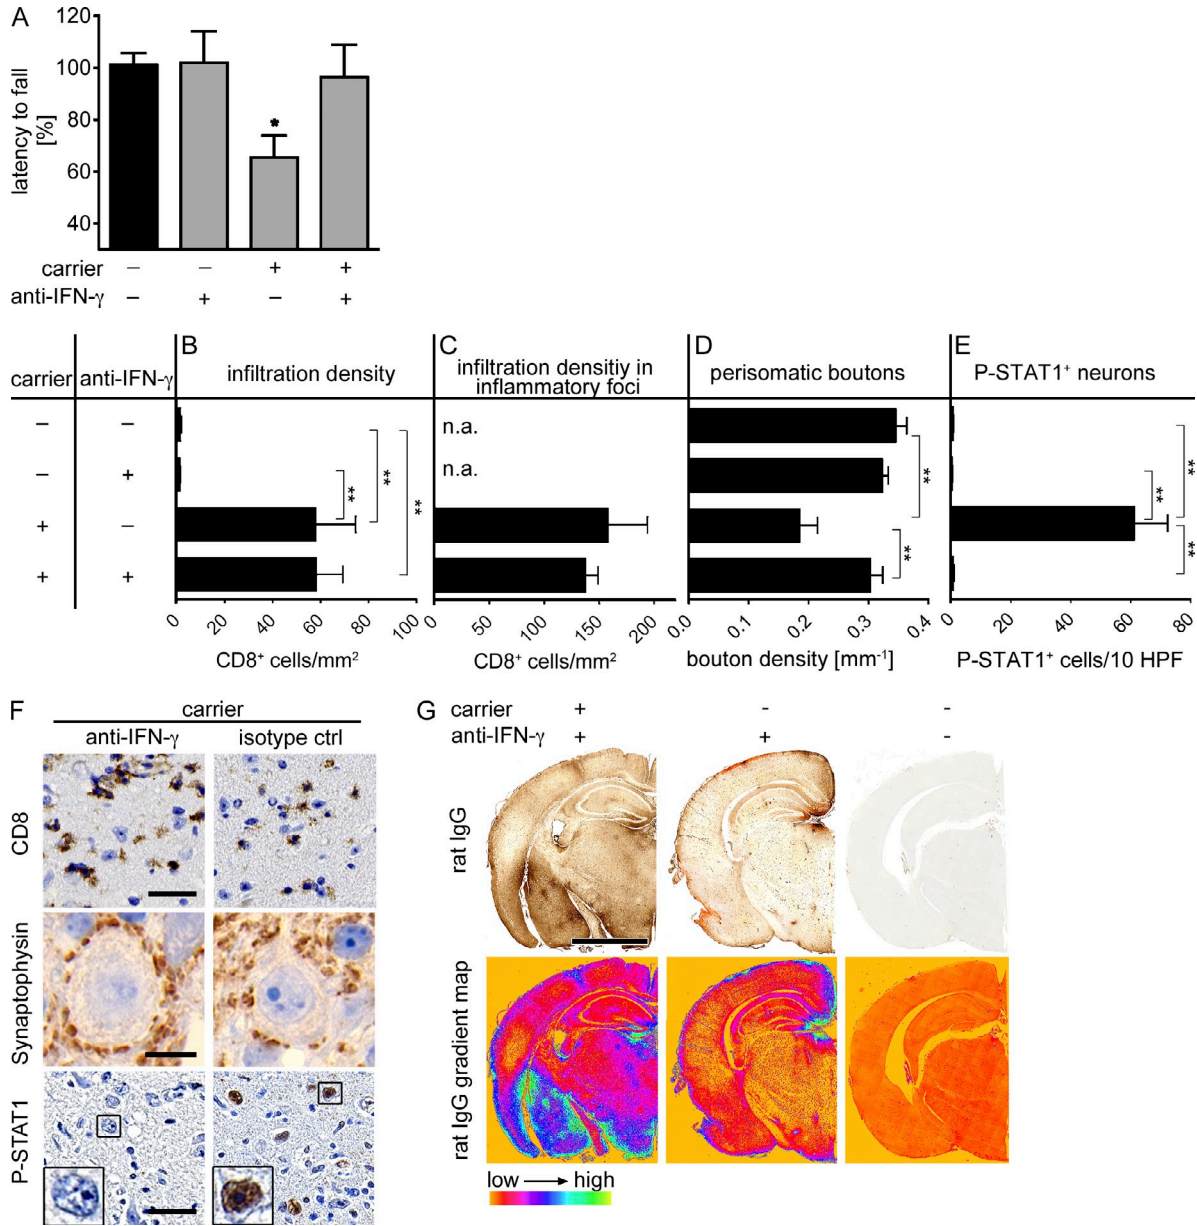 A
120
100
80
60
40
latency to fall
[%]
*
carrier − − + +
anti-IFN-γ − + − +
carrier anti-IFN-γ
− −
− +
+ −
+ +
B
infiltration density
**
**
**
0 20 40 60 80 100
CD8+ cells/mm2
C
infiltration densitiy in
inflammatory foci
n.a.
n.a.
0 50 100 150 200
CD8+ cells/mm2
D
perisomatic boutons
**
**
0.0 0.1 0.2 0.3 0.4
bouton density [mm-1]
E
P-STAT1+ neurons
**
**
**
0 20 40 60 80
P-STAT1+ cells/10 HPF
F
carrier
anti-IFN-γ isotype ctrl
CD8
Synaptophysin
P-STAT1
G
carrier + - -
anti-IFN-γ + + -
rat IgG
rat IgG gradient map
low high